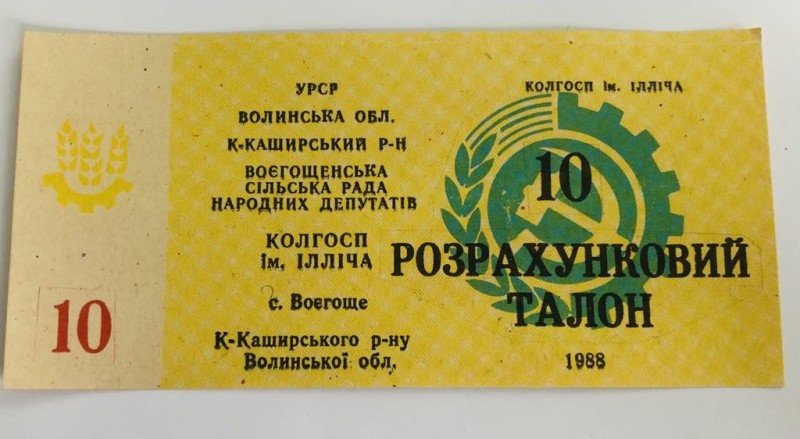 УРСР
ВОЛИНСЬКА ОБЛ.
К-КАШИРСЬКИЙ Р-Н
ВОЄГОЩЕНСЬКА
СІЛЬСЬКА РАДА
НАРОДНИХ ДЕПУТАТІВ
КОЛГОСП
ім, ІЛЛІЧА
с. Воєгоще
К-Каширського р-ну
Волинської обл.
10
КОЛГОСП ім. ІЛЛІЧА
10
РОЗРАХУНКОВИЙ
ТАЛОН
1988